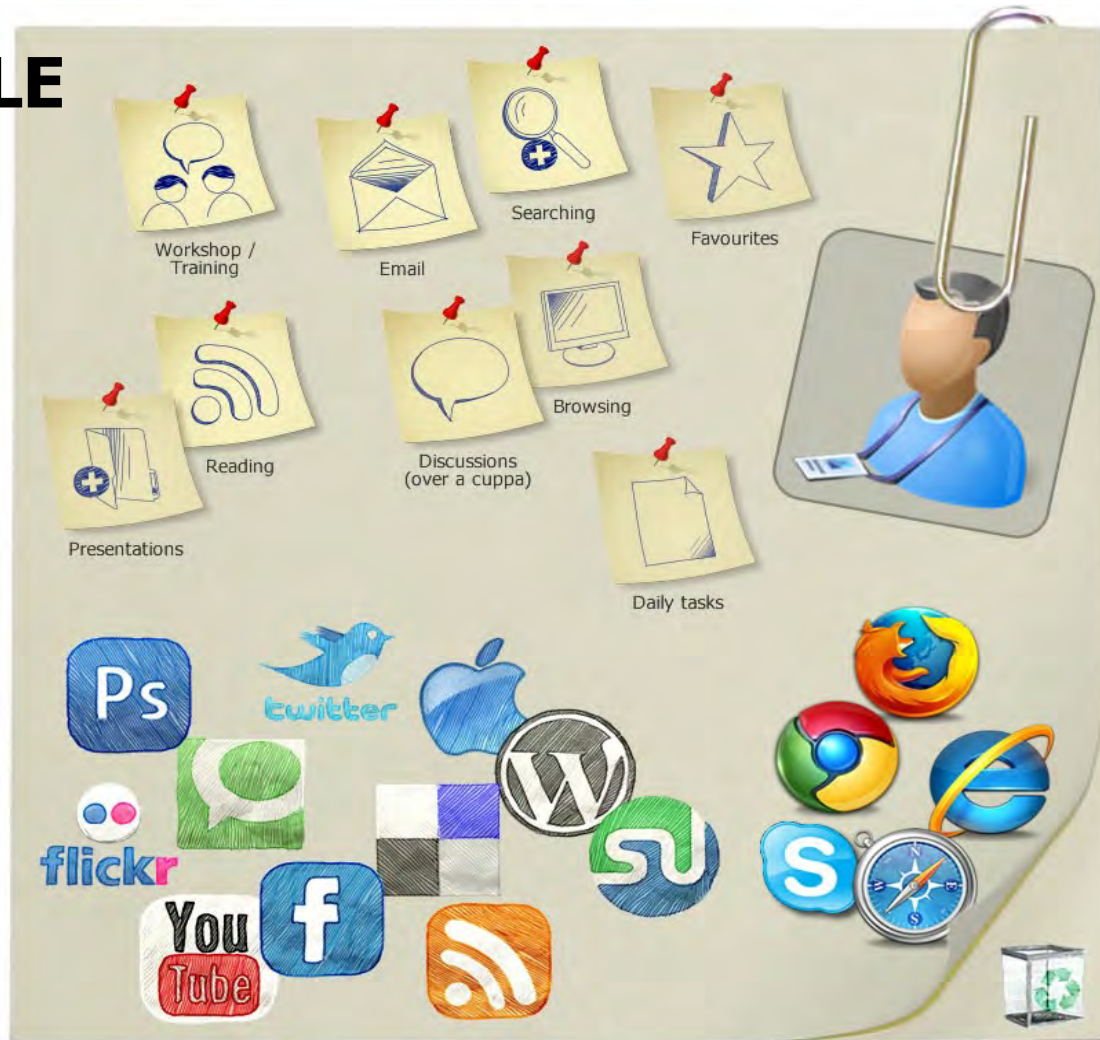 LE
Workshop /
Training
Email
Searching
Favourites
Presentations
Reading
Discussions
(over a cuppa)
Browsing
Daily tasks
Ps
twitter
flickr
You
Tube
f
W
su
S
e
N
W
E
S